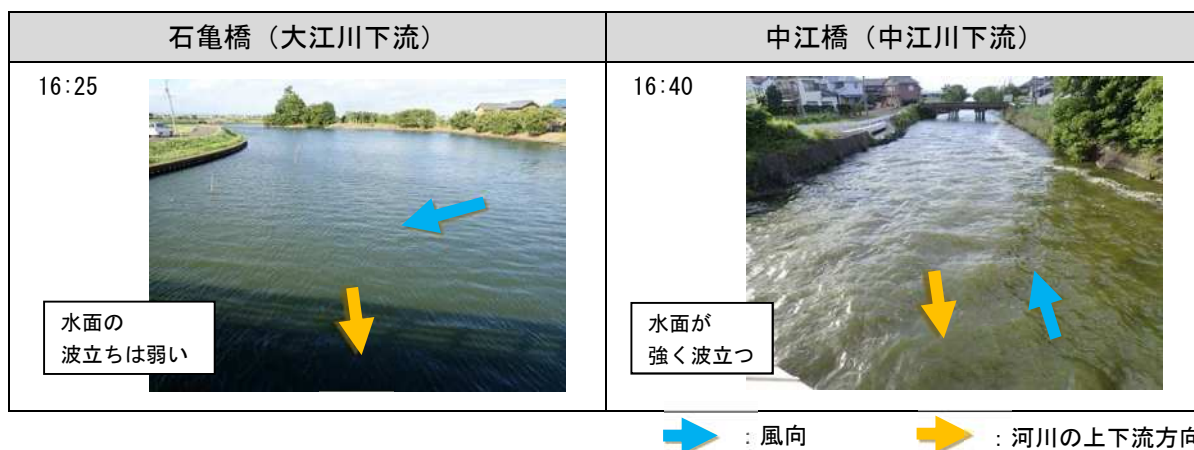 石亀橋（大江川下流）
中江橋（中江川下流）
16:25
16:40
水面の
波立ちは弱い
水面が
強く波立つ
：風向
：河川の上下流方向